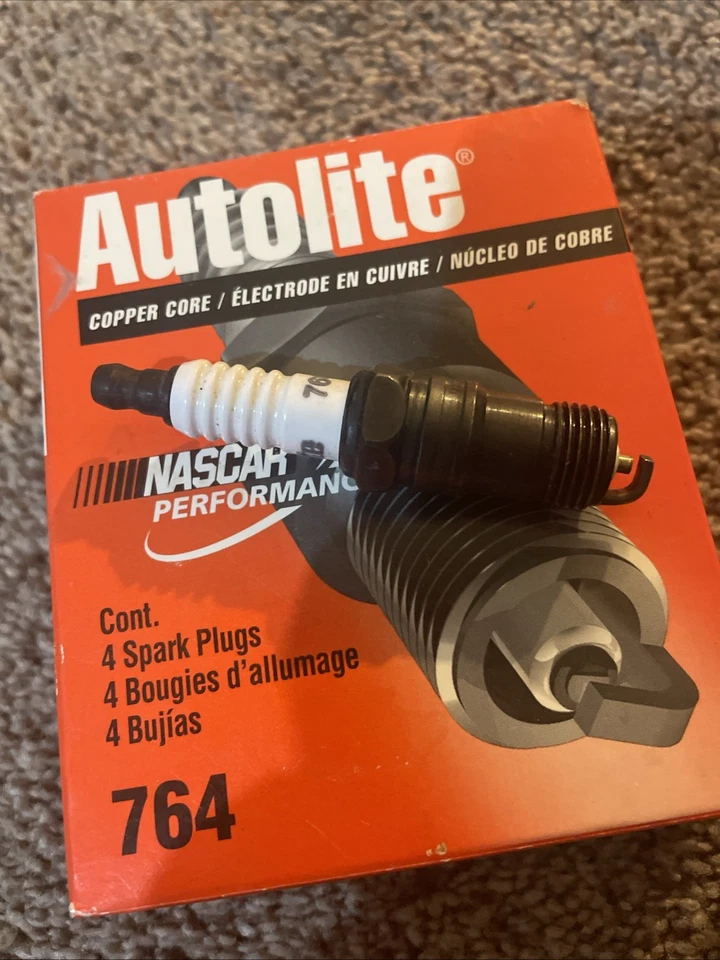 Autolite®
COPPER CORE / ÉLECTRODE EN CUIVRE / NÚCLEO DE COBRE
NASCAR
Cont.
4 Spark Plugs
4 Bougies d'allumage
4 Bujías
764